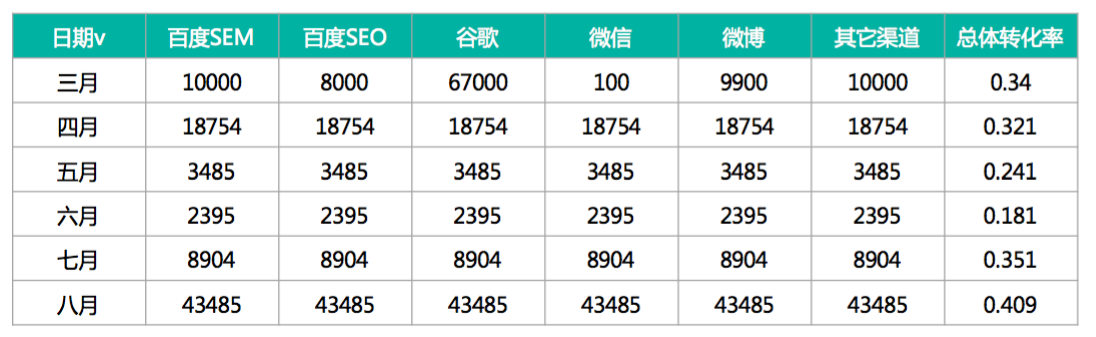 日期v 百度SEM 百度SEO 谷歌 微信 微博 其它渠道 总体转化率
三月 10000 8000 67000 100 9900 10000 0.34
四月 18754 18754 18754 18754 18754 18754 0.321
五月 3485 3485 3485 3485 3485 3485 0.241
六月 2395 2395 2395 2395 2395 2395 0.181
七月 8904 8904 8904 8904 8904 8904 0.351
八月 43485 43485 43485 43485 43485 43485 0.409